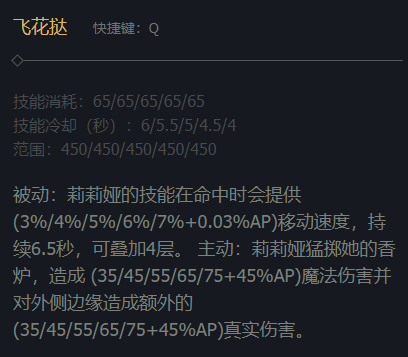 飞花挞 快捷键：Q
技能消耗：65/65/65/65/65
技能冷却（秒）：6/5.5/5/4.5/4
范围：450/450/450/450/450
被动：莉莉娅的技能在命中时会提供
(3%/4%/5%/6%/7%+0.03%AP)移动速度，持
续6.5秒，可叠加4层。 主动：莉莉娅猛掷她的香
炉，造成 (35/45/55/65/75+45%AP)魔法伤害并
对外侧边缘造成额外的
(35/45/55/65/75+45%AP)真实伤害。